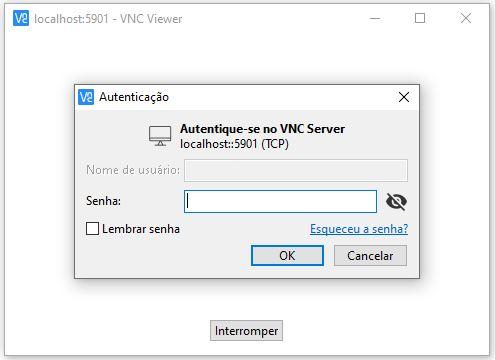 localhost:5901 - VNC Viewer
Autenticação
Autentique-se no VNC Server
localhost::5901 (TCP)
Nome de usuário:
Senha:
Lembrar senha
Esqueceu a senha?
OK
Cancelar
Interromper